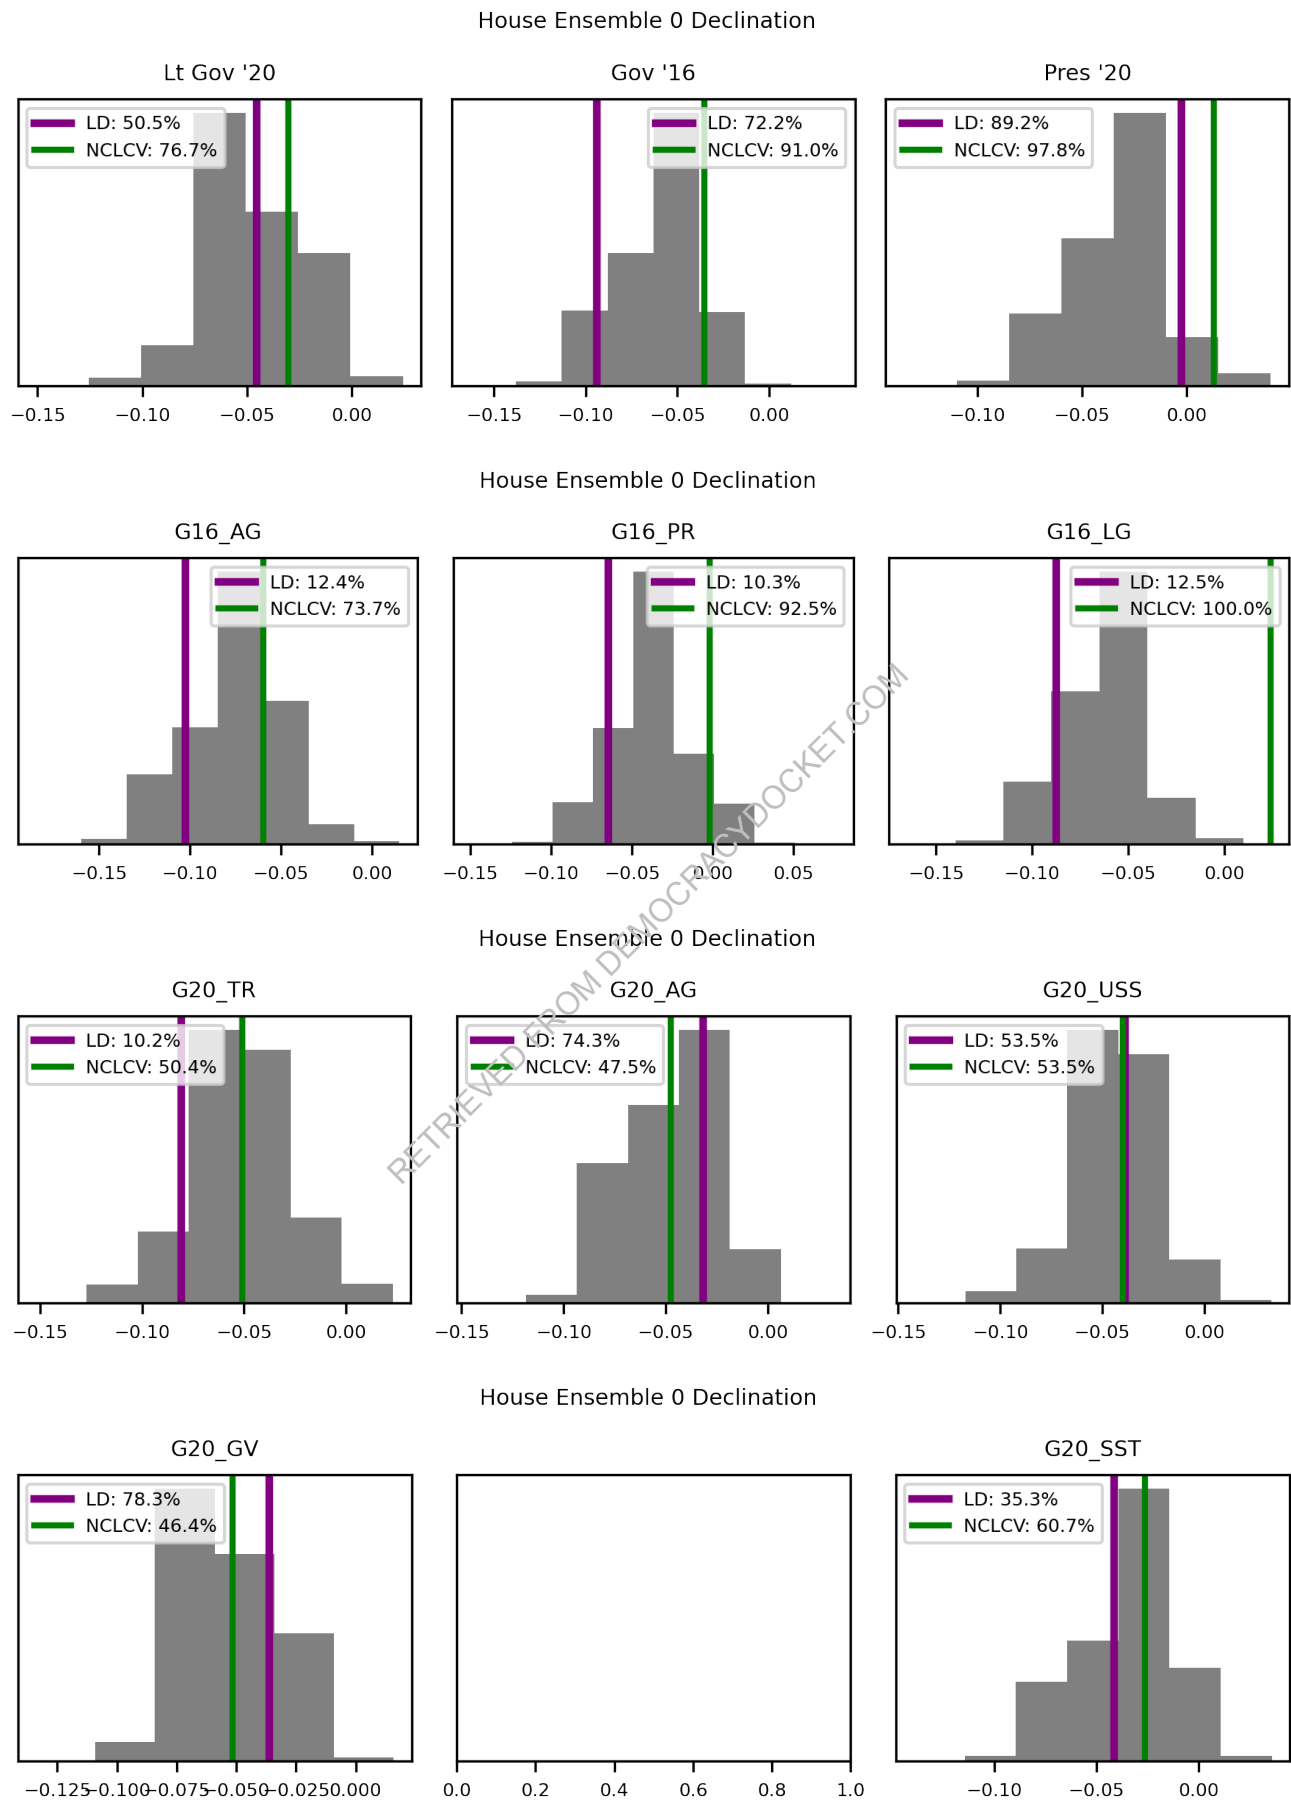 House Ensemble 0 Declination
Lt Gov '20
Gov '16
Pres '20
LD: 50.5%
NCLCV: 76.7%
LD: 72.2%
NCLCV: 91.0%
LD: 89.2%
NCLCV: 97.8%
−0.15 −0.10 −0.05 0.00
−0.15 −0.10 −0.05 0.00
−0.10 −0.05 0.00
House Ensemble 0 Declination
G16_AG
G16_PR
G16_LG
LD: 12.4%
NCLCV: 73.7%
LD: 10.3%
NCLCV: 92.5%
LD: 12.5%
NCLCV: 100.0%
−0.15 −0.10 −0.05 0.00
−0.15 −0.10 −0.05 0.00 0.05
−0.15 −0.10 −0.05 0.00
RETRIEVED FROM DEMOCRACYDOCKET.COM
House Ensemble 0 Declination
G20_TR
G20_AG
G20_USS
LD: 10.2%
NCLCV: 50.4%
LD: 74.3%
NCLCV: 47.5%
LD: 53.5%
NCLCV: 53.5%
−0.15 −0.10 −0.05 0.00
−0.15 −0.10 −0.05 0.00
−0.15 −0.10 −0.05 0.00
House Ensemble 0 Declination
G20_GV
G20_SST
LD: 78.3%
NCLCV: 46.4%
LD: 35.3%
NCLCV: 60.7%
−0.125 −0.100 −0.075 −0.050 −0.025 0.000
0.0 0.2 0.4 0.6 0.8 1.0
−0.10 −0.05 0.00